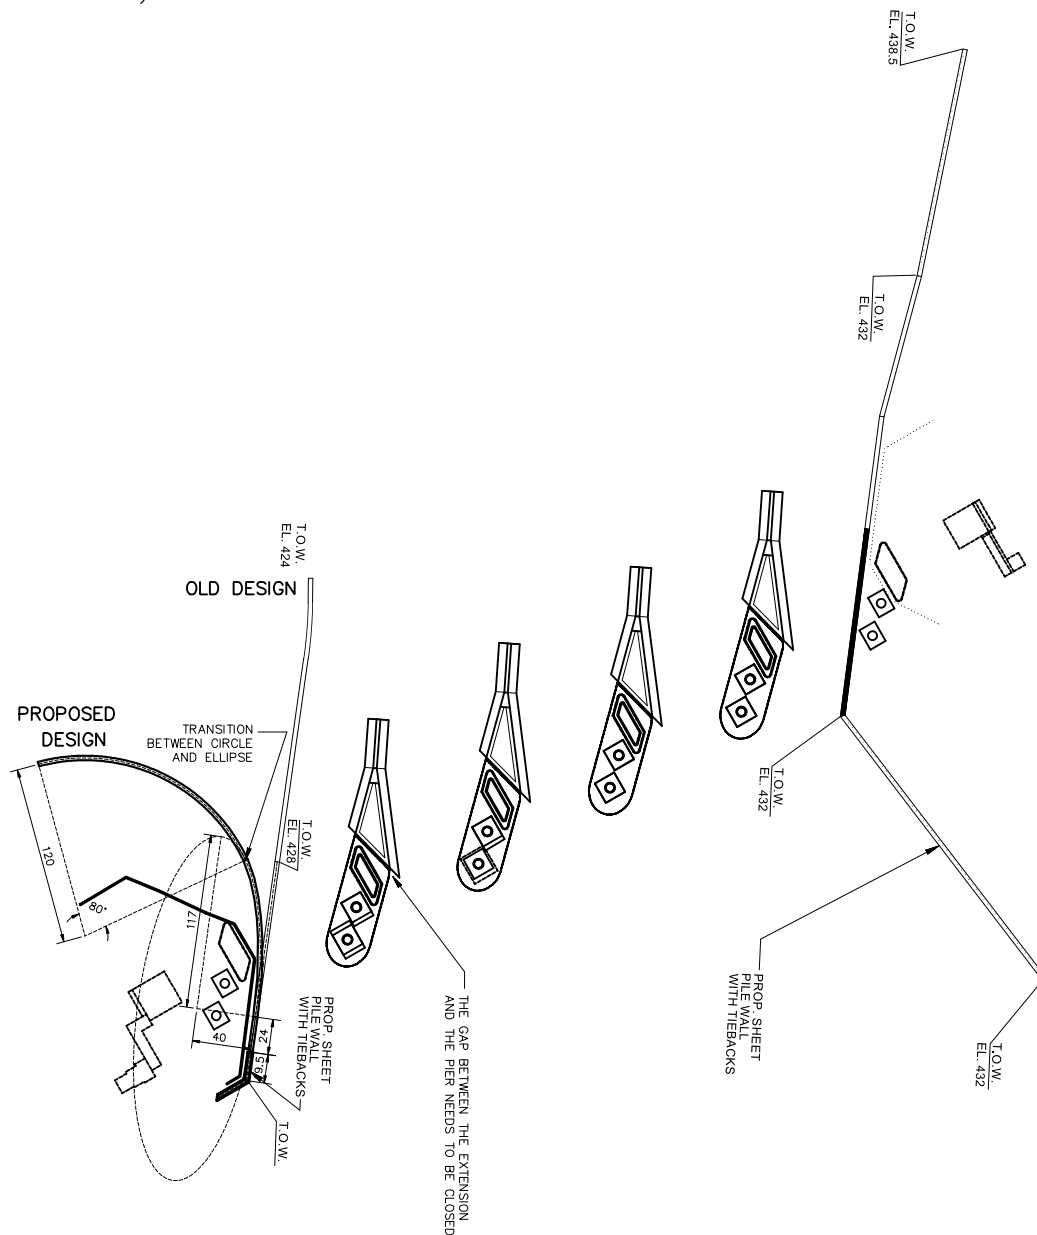 T.O.W.
EL. 438.5
T.O.W.
EL. 432
T.O.W.
EL. 424
OLD DESIGN
PROPOSED
DESIGN
TRANSITION
BETWEEN CIRCLE
AND ELLIPSE
T.O.W.
EL. 428
T.O.W.
EL. 432
120
80°
117
40
24
9.5
PROP. SHEET
PILE WALL
WITH TIEBACKS
T.O.W.
THE GAP BETWEEN THE EXTENSION
AND THE PIER NEEDS TO BE CLOSED
PROP. SHEET
PILE WALL
WITH TIEBACKS
T.O.W.
EL. 432